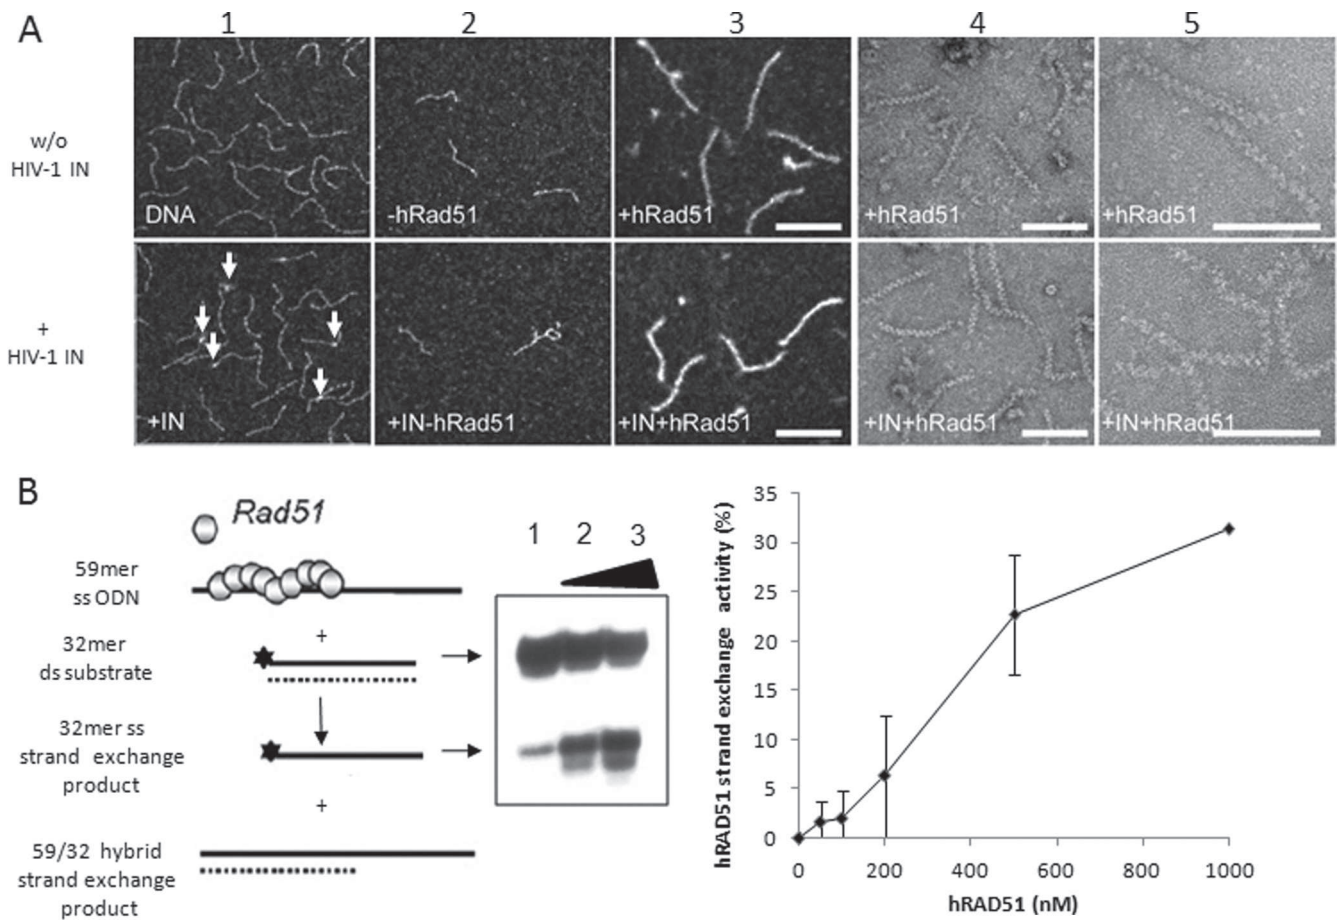 A
1 2 3 4 5
w/o
HIV-1 IN
DNA
-hRad51
+hRad51
+hRad51
+hRad51
+
HIV-1 IN
+IN
+IN-hRad51
+IN+hRad51
+IN+hRad51
+IN+hRad51
B
Rad51
59mer
ss ODN
+
32mer
ds substrate
32mer ss
strand exchange
product
+
59/32 hybrid
strand exchange
product
1 2 3
hRAD51 strand exchange activity (%)
35
30
25
20
15
10
5
0
0 200 400 600 800 1000
hRAD51 (nM)